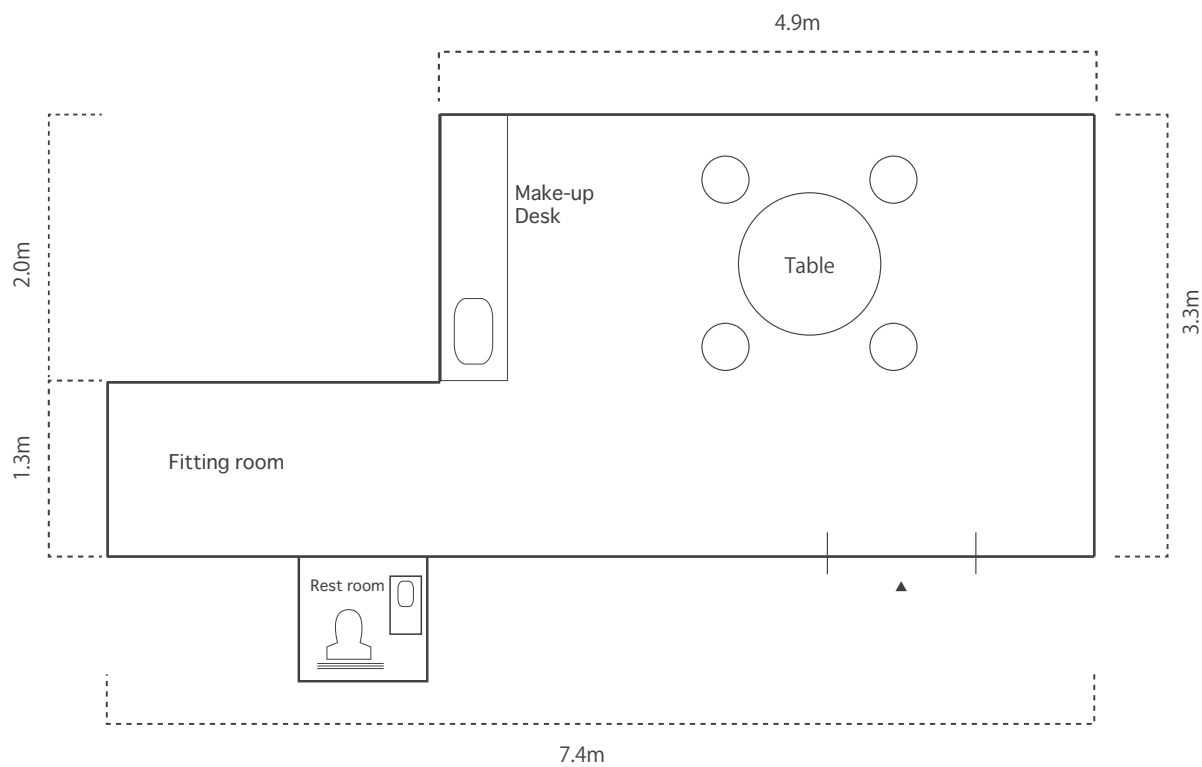 4.9m
Make-up
Desk
Table
2.0m
3.3m
1.3m
Fitting room
Rest room
7.4m